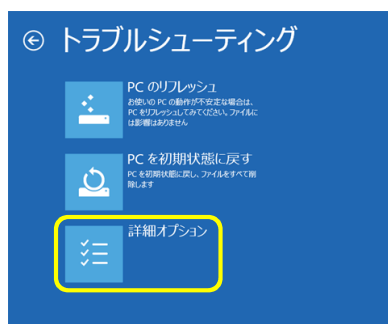 トラブルシューティング
PC のリフレッシュ
お使いの PC の動作が不安定な場合は、
PC をリフレッシュしてみてください。ファイルに
は影響はありません
PC を初期状態に戻す
PC を初期状態に戻し、ファイルをすべて削
除します
詳細オプション